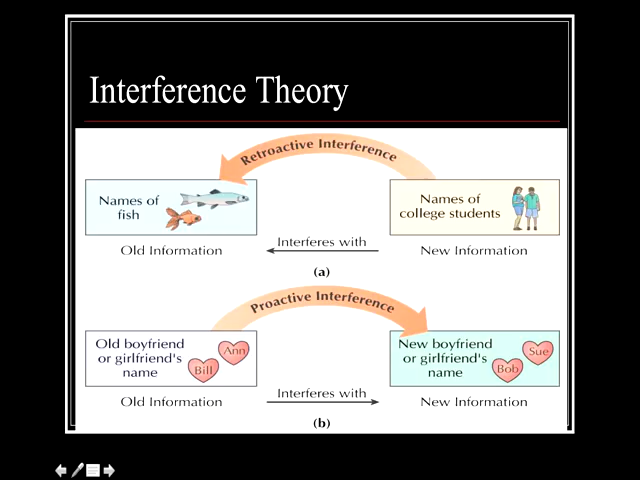 Interference Theory
Retroactive Interference
Names of
fish
Names of
college students
Old Information
Interferes with
New Information
(a)
Proactive Interference
Old boyfriend
or girlfriend's
name
Ann
Bill
New boyfriend
or girlfriend's
name
Sue
Bob
Old Information
Interferes with
New Information
(b)